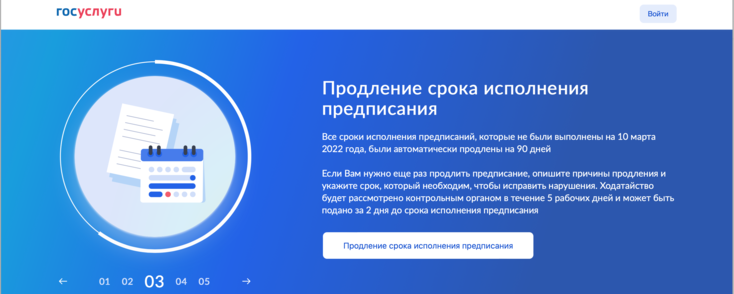 госуслуги
Войти
Продление срока исполнения
предписания
Все сроки исполнения предписаний, которые не были выполнены на 10 марта
2022 года, были автоматически продлены на 90 дней
Если Вам нужно еще раз продлить предписание, опишите причины продления и
укажите срок, который необходим, чтобы исправить нарушения. Ходатайство
будет рассмотрено контрольным органом в течение 5 рабочих дней и может быть
подано за 2 дня до срока исполнения предписания
Продление срока исполнения предписания
01 02 03 04 05